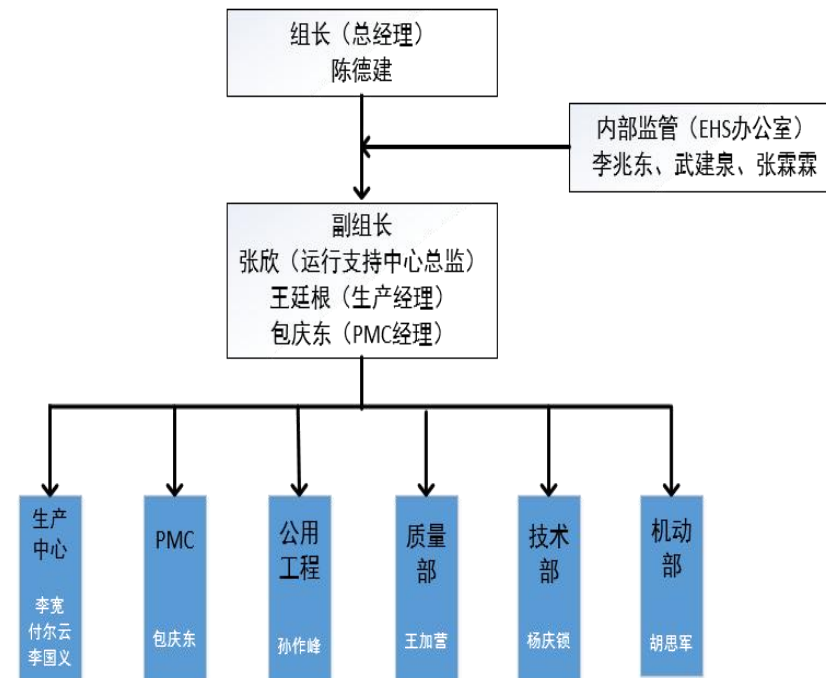 组长（总经理）
陈德建
内部监管（EHS办公室）
李兆东、武建泉、张霖霖
副组长
张欣（运行支持中心总监）
王廷根（生产经理）
包庆东（PMC经理）
生产
中心
李宽
付尔云
李国义
PMC
包庆东
公用
工程
孙作峰
质量
部
王加营
技术
部
杨庆锁
机动
部
胡思军